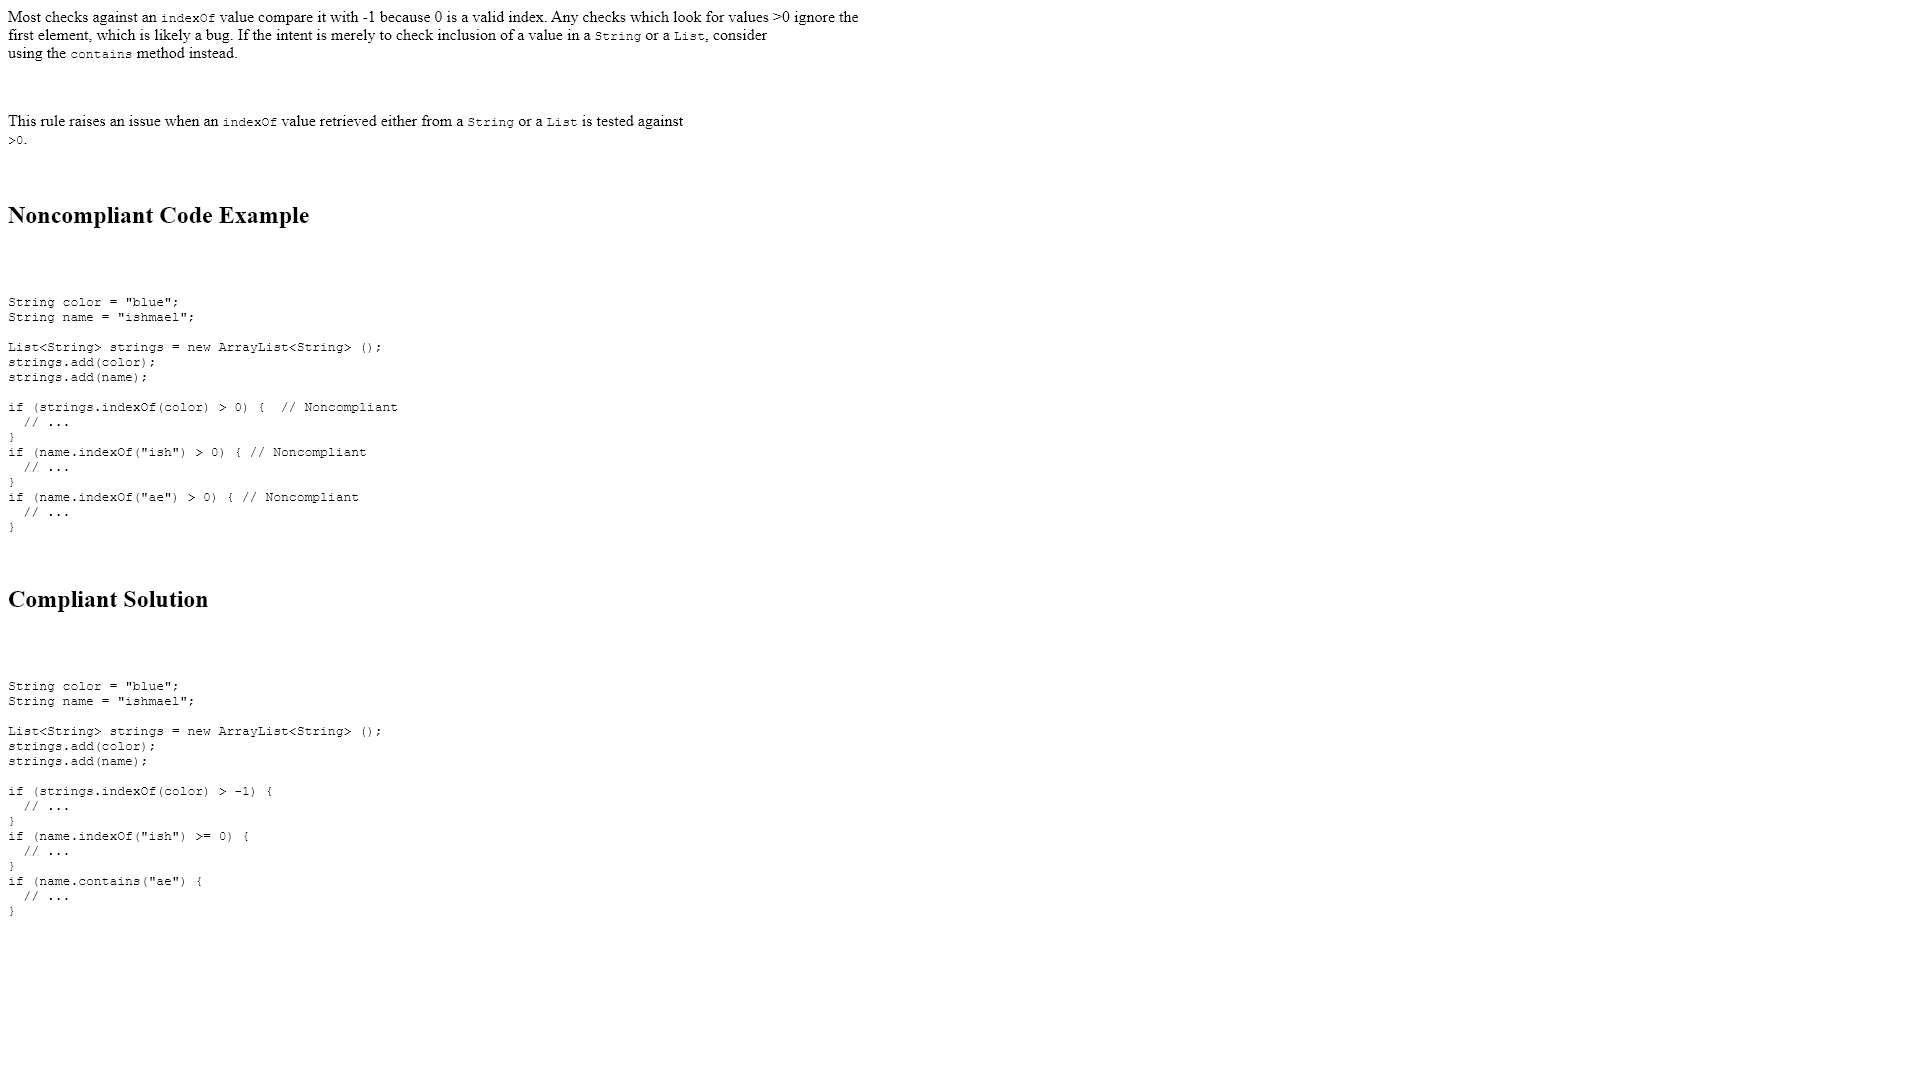 Most checks against an indexOf value compare it with -1 because 0 is a valid index. Any checks which look for values >0 ignore the
first element, which is likely a bug. If the intent is merely to check inclusion of a value in a String or a List, consider
using the contains method instead.
This rule raises an issue when an indexOf value retrieved either from a String or a List is tested against
>0.
Noncompliant Code Example
String color = "blue";
String name = "ishmael";
List<String> strings = new ArrayList<String> ();
strings.add(color);
strings.add(name);
if (strings.indexOf(color) > 0) {  // Noncompliant
  // ...
}
if (name.indexOf("ish") > 0) { // Noncompliant
  // ...
}
if (name.indexOf("ae") > 0) { // Noncompliant
  // ...
}
Compliant Solution
String color = "blue";
String name = "ishmael";
List<String> strings = new ArrayList<String> ();
strings.add(color);
strings.add(name);
if (strings.indexOf(color) > -1) {
  // ...
}
if (name.indexOf("ish") >= 0) {
  // ...
}
if (name.contains("ae") {
  // ...
}